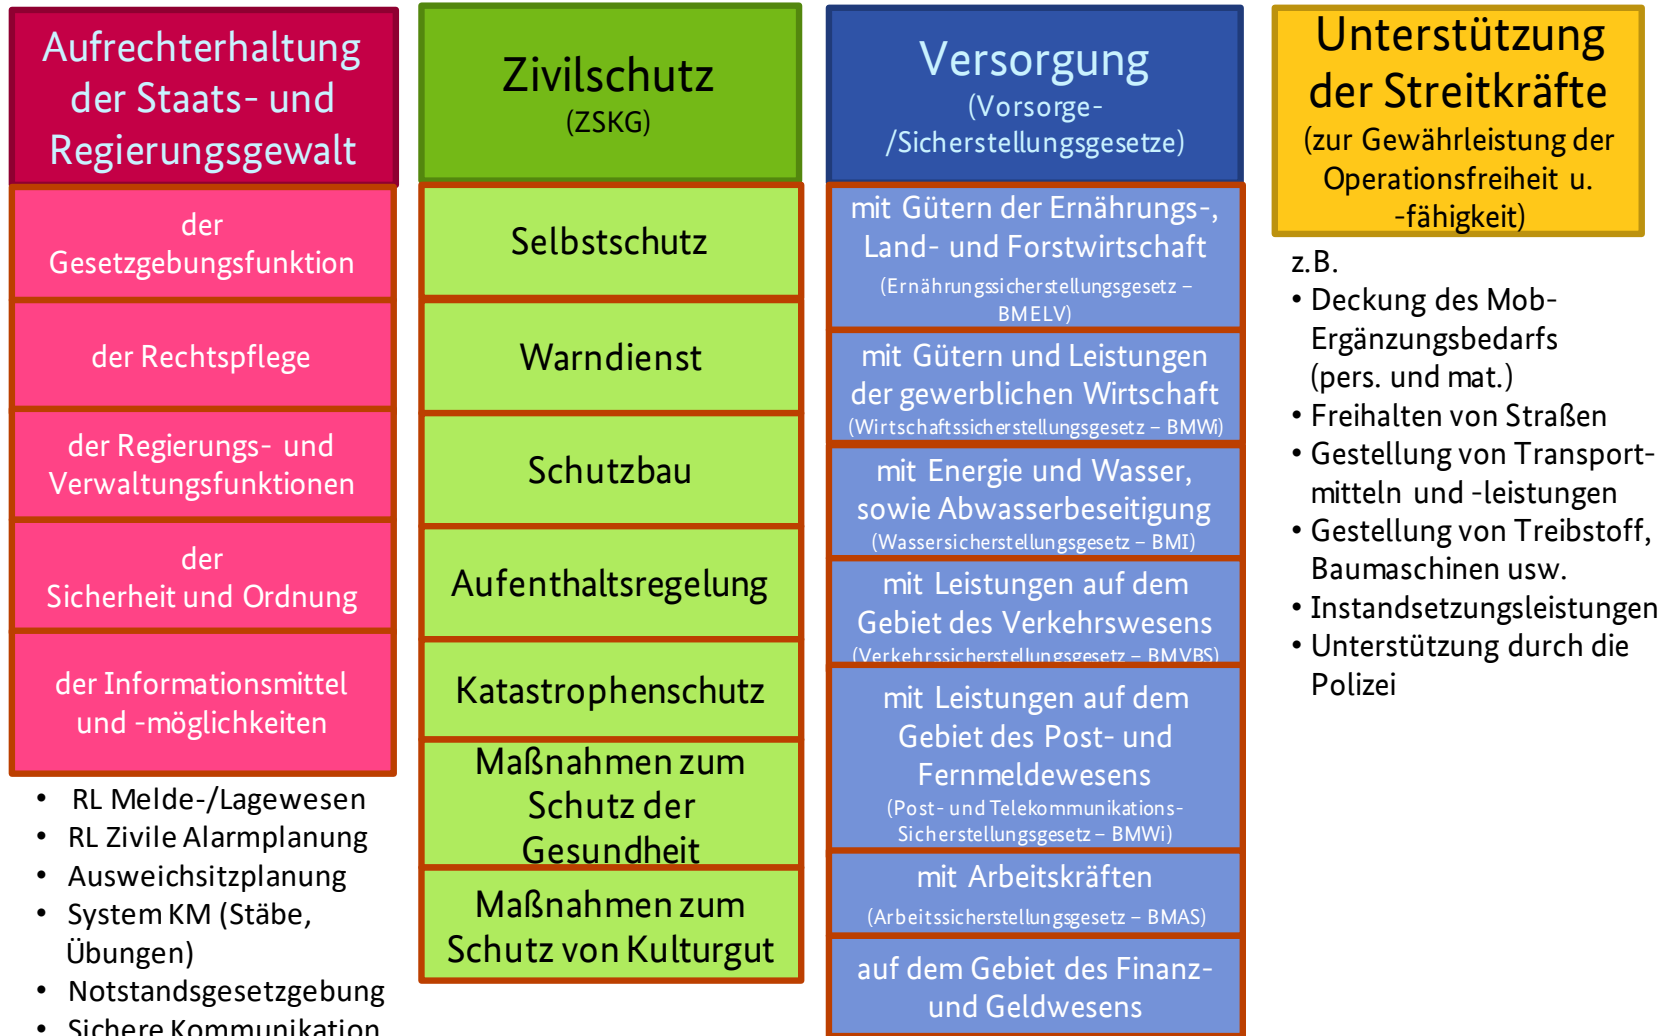 Aufrechterhaltung
der Staats- und
Regierungsgewalt
der
Gesetzgebungsfunktion
der Rechtspflege
der Regierungs- und
Verwaltungsfunktionen
der
Sicherheit und Ordnung
der Informationsmittel
und -möglichkeiten
• RL Melde-/Lagewesen
• RL Zivile Alarmplanung
• Ausweichsitzplanung
• System KM (Stäbe,
Übungen)
• Notstandsgesetzgebung
• Sichere Kommunikation
Zivilschutz
(ZSKG)
Selbstschutz
Warndienst
Schutzbau
Aufenthaltsregelung
Katastrophenschutz
Maßnahmen zum
Schutz der
Gesundheit
Maßnahmen zum
Schutz von Kulturgut
Versorgung
(Vorsorge-
/Sicherstellungsgesetze)
mit Gütern der Ernährungs-,
Land- und Forstwirtschaft
(Ernährungssicherstellungsgesetz –
BMELV)
mit Gütern und Leistungen
der gewerblichen Wirtschaft
(Wirtschaftssicherstellungsgesetz – BMWi)
mit Energie und Wasser,
sowie Abwasserbeseitigung
(Wassersicherstellungsgesetz – BMI)
mit Leistungen auf dem
Gebiet des Verkehrswesens
(Verkehrssicherstellungsgesetz – BMVBS)
mit Leistungen auf dem
Gebiet des Post- und
Fernmeldewesens
(Post- und Telekommunikations-
Sicherstellungsgesetz – BMWi)
mit Arbeitskräften
(Arbeitssicherstellungsgesetz – BMAS)
auf dem Gebiet des Finanz-
und Geldwesens
Unterstützung
der Streitkräfte
(zur Gewährleistung der
Operationsfreiheit u.
-fähigkeit)
z.B.
• Deckung des Mob-
Ergänzungsbedarfs
(pers. und mat.)
• Freihalten von Straßen
• Gestellung von Transport-
mitteln und -leistungen
• Gestellung von Treibstoff,
Baumaschinen usw.
• Instandsetzungsleistungen
• Unterstützung durch die
Polizei